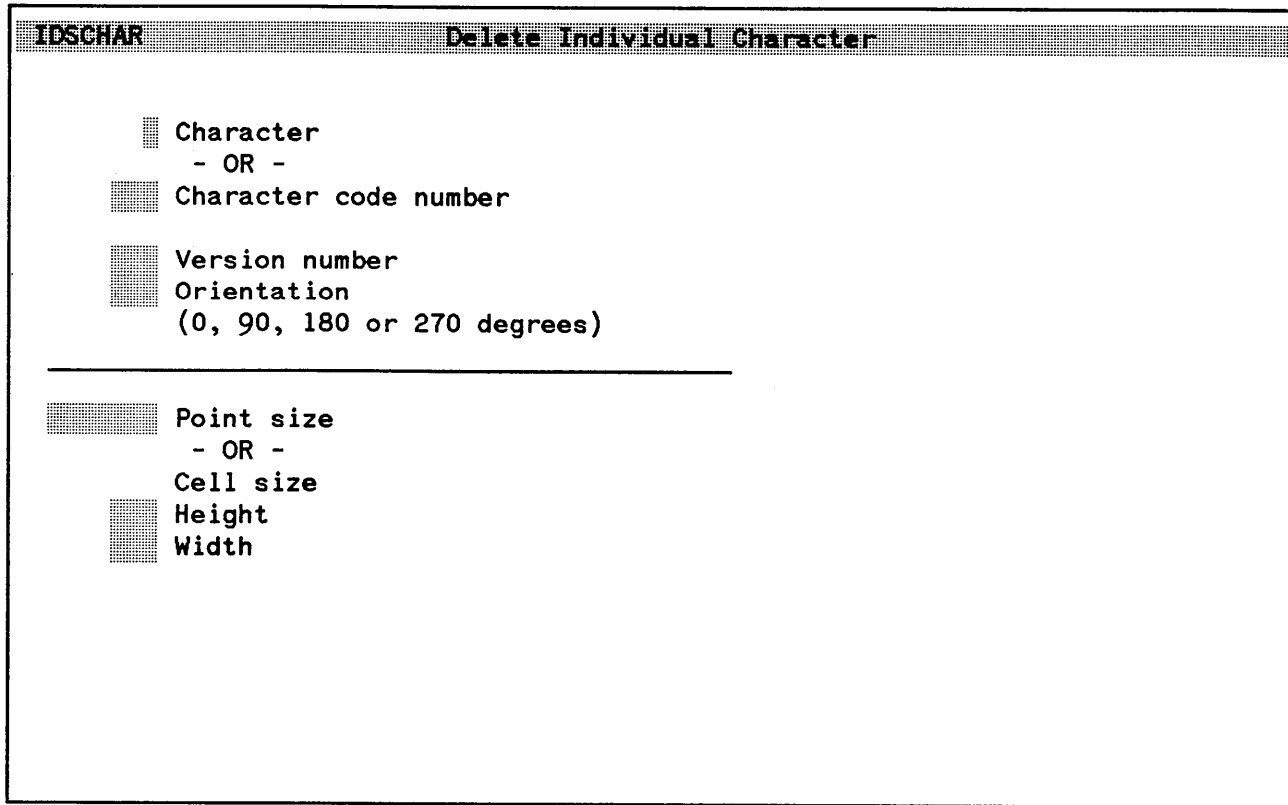 IDSCHAR Delete Individual Character
Character
- OR -
Character code number
Version number
Orientation
(0, 90, 180 or 270 degrees)
Point size
- OR -
Cell size
Height
Width